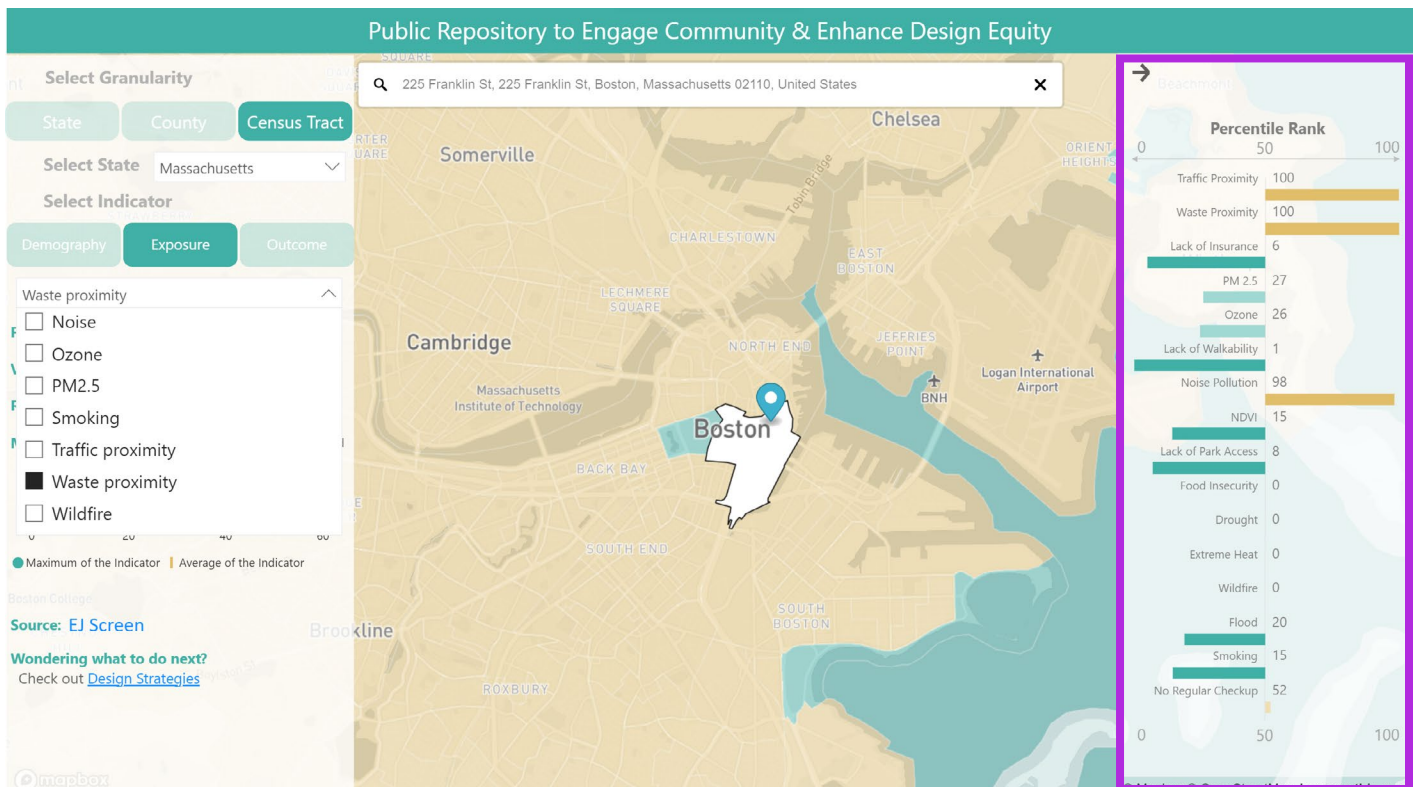 Public Repository to Engage Community & Enhance Design Equity
Select Granularity
State County Census Tract
Select State Massachusetts
Select Indicator
Demography Exposure Outcome
Waste proximity
Noise
Ozone
PM2.5
Smoking
Traffic proximity
Waste proximity
Wildfire
0 20 40 60
Maximum of the Indicator Average of the Indicator
Boston College
Source: EJ Screen
Wondering what to do next?
Check out Design Strategies
mapbox
225 Franklin St, 225 Franklin St, Boston, Massachusetts 02110, United States
SQUARE
Chelsea
Somerville
ORIENT
HEIGHTS
Tobin Bridge
CHARLESTOWN
EAST
BOSTON
LECHMERE
SQUARE
Cambridge
NORTH END
JEFFRIES
POINT
Logan International
Airport
BNH
Massachusetts
Institute of Technology
Boston
BACK BAY
SOUTH END
SOUTH
BOSTON
Brookline
ROXBURY
Beachmont
Percentile Rank
0 50 100
Traffic Proximity 100
Waste Proximity 100
Lack of Insurance 6
PM 2.5 27
Ozone 26
Lack of Walkability 1
Noise Pollution 98
NDVI 15
Lack of Park Access 8
Food Insecurity 0
Drought 0
Extreme Heat 0
Wildfire 0
Flood 20
Smoking 15
No Regular Checkup 52
0 50 100